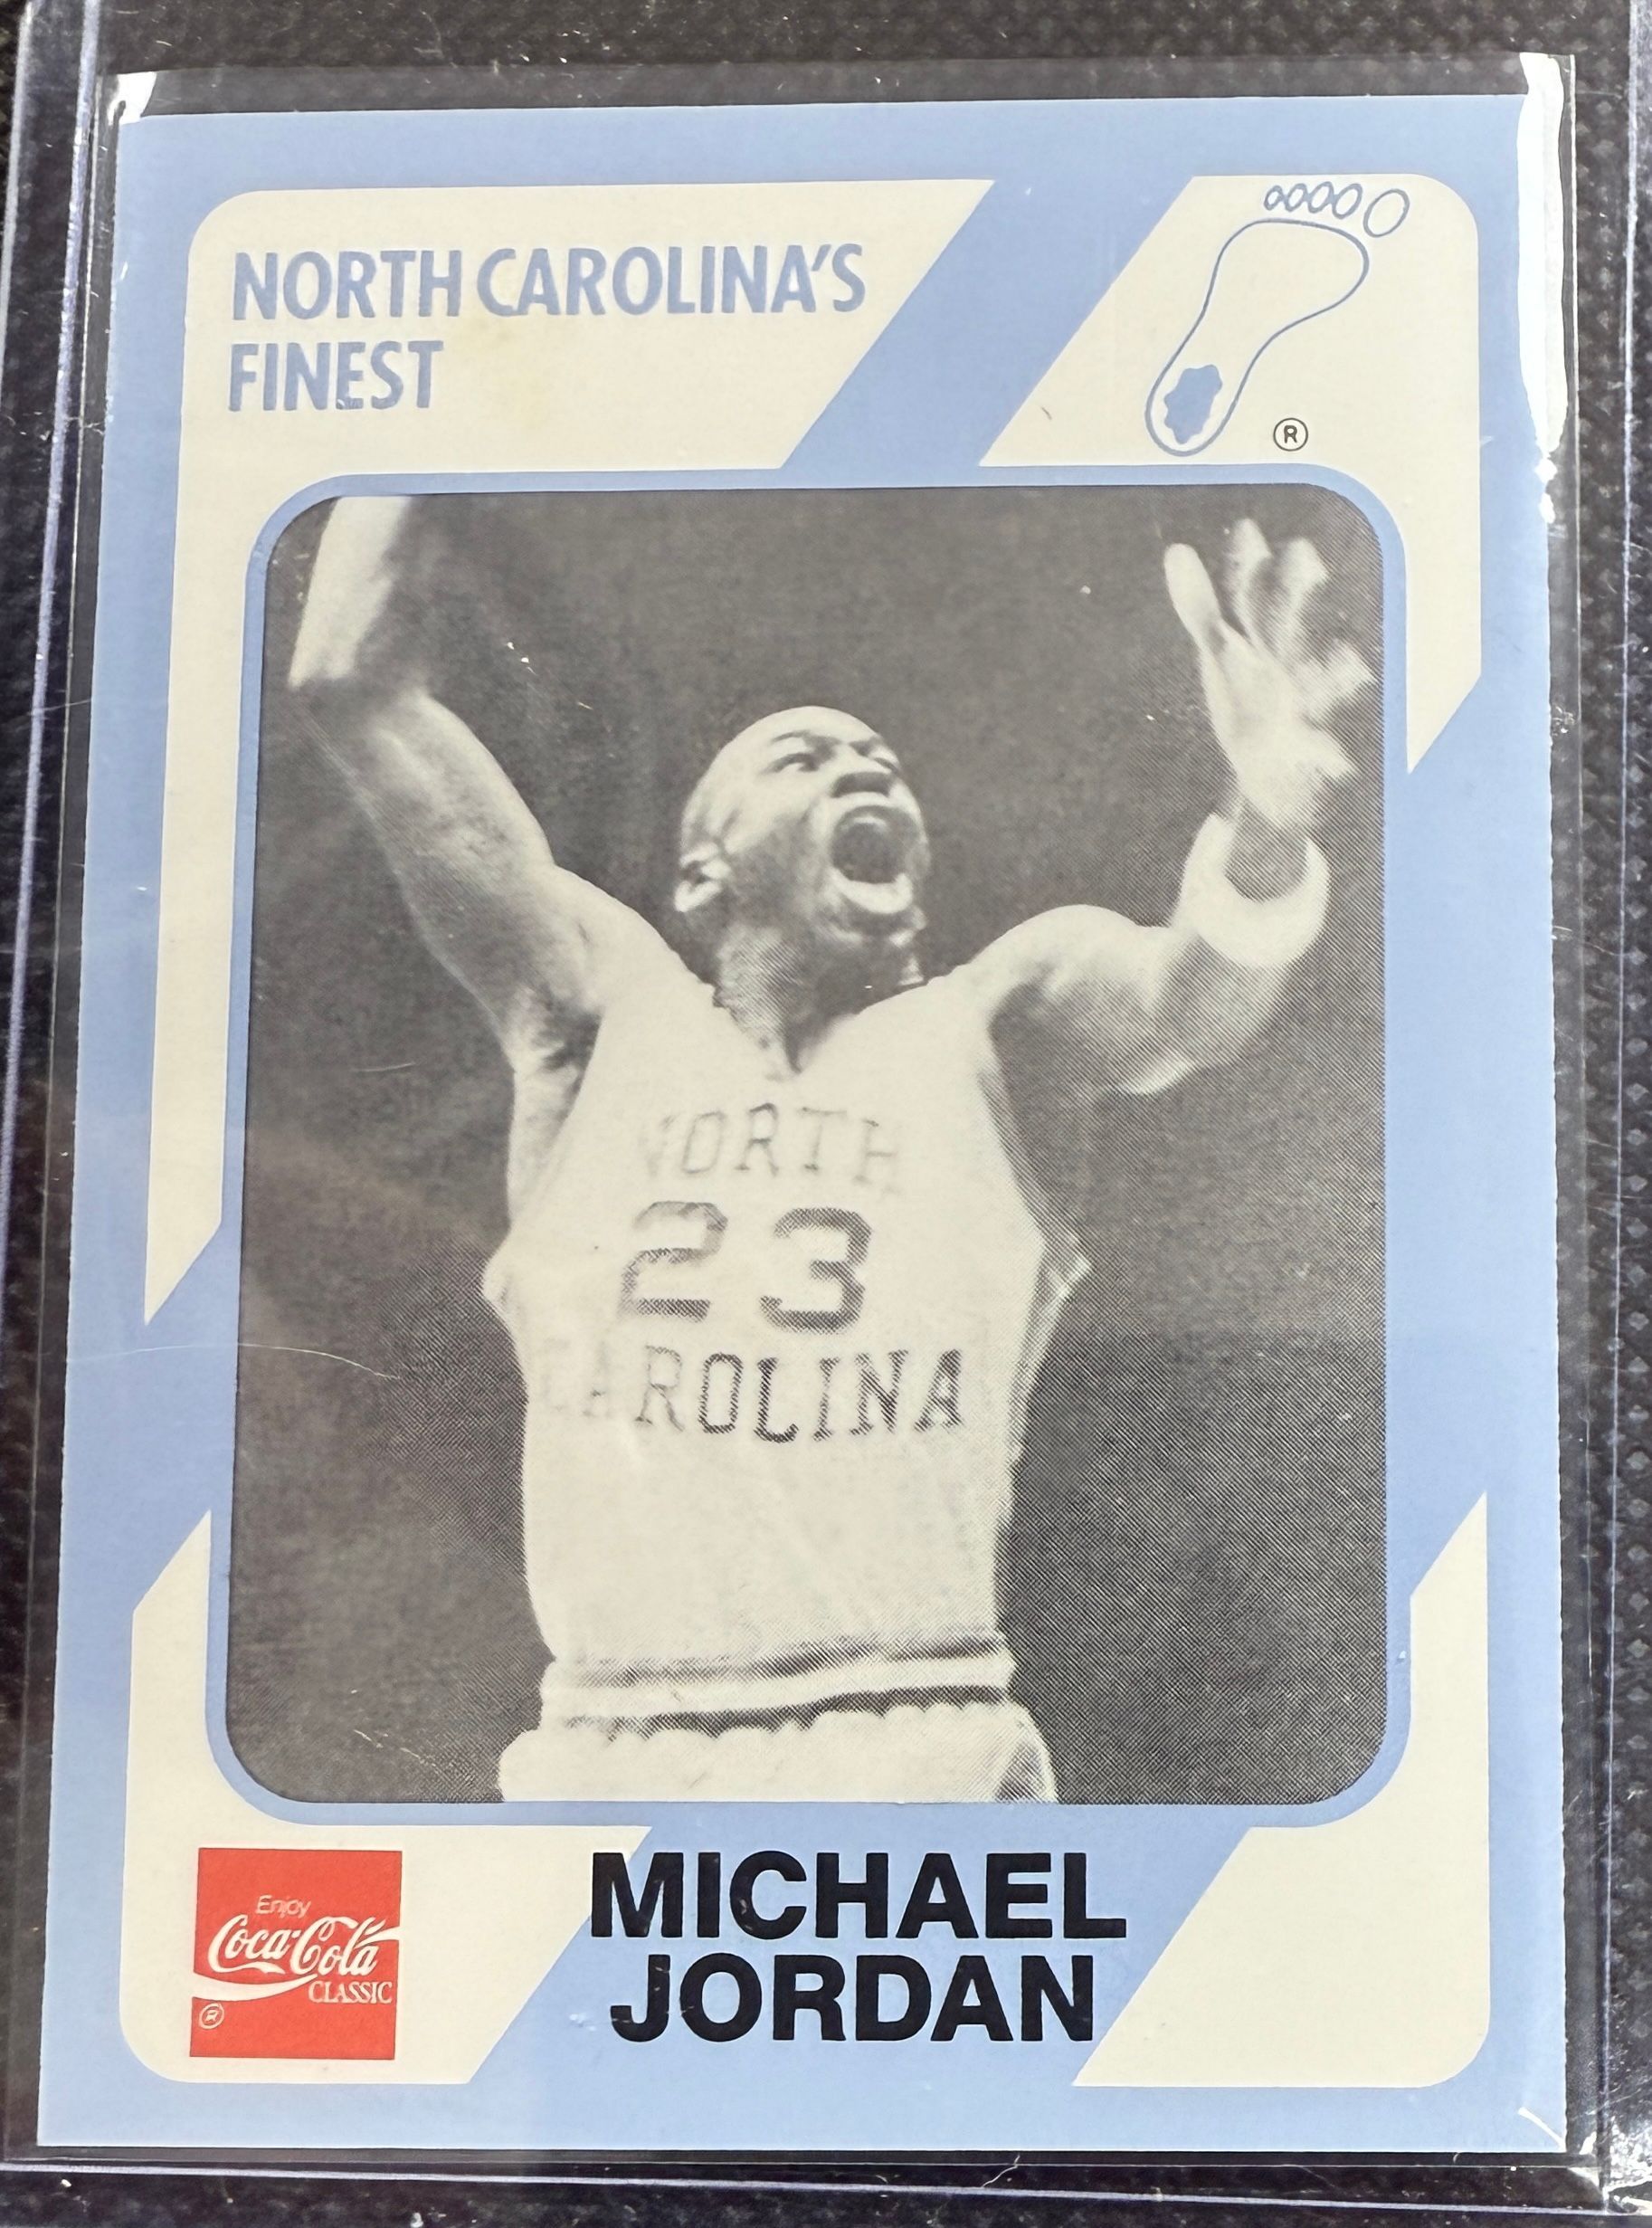 NORTH CAROLINA'S
FINEST
®
NORTH
23
CAROLINA
Enjoy
Coca-Cola
CLASSIC
®
MICHAEL
JORDAN